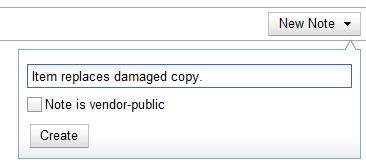 New Note
Item replaces damaged copy.
Note is vendor-public
Create